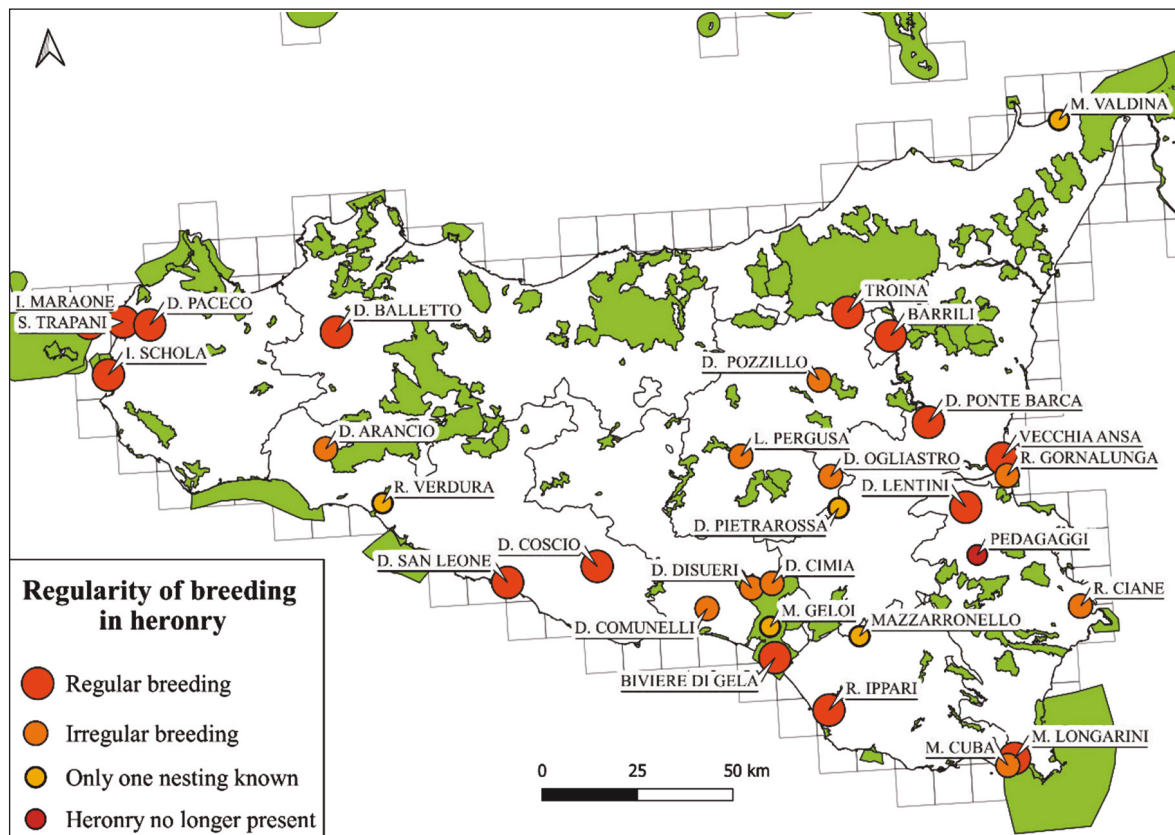 M. VALDINA
I. MARAONE
D. PACECO
S. TRAPANI
D. BALLETTO
TROINA
BARRILI
I. SCHOLA
D. POZZILLO
D. PONTE BARCA
D. ARANCIO
L. PERGUSA
VECCHIA ANSA
D. OGLIASTRO
R. GORNALUNGA
R. VERDURA
D. LENTINI
D. PIETRAROSSA
D. COSCIO
PEDAGAGGI
D. SAN LEONE
D. DISUERI
D. CIMIA
R. CIANE
M. GELOI
MAZZARRONELLO
D. COMUNELLI
BIVIERE DI GELA
R. IPPARI
M. LONGARINI
M. CUBA
Regularity of breeding
in heronry
Regular breeding
Irregular breeding
Only one nesting known
Heronry no longer present
0 25 50 km